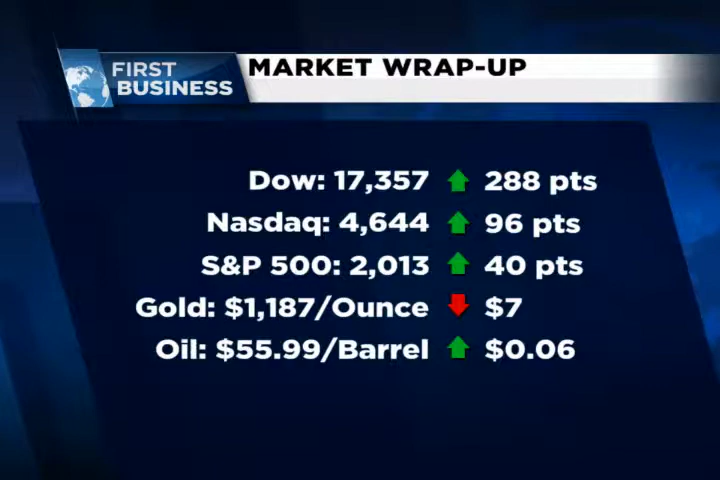 FIRST
BUSINESS
MARKET WRAP-UP
Dow: 17,357 288 pts
Nasdaq: 4,644 96 pts
S&P 500: 2,013 40 pts
Gold: $1,187/Ounce $7
Oil: $55.99/Barrel $0.06